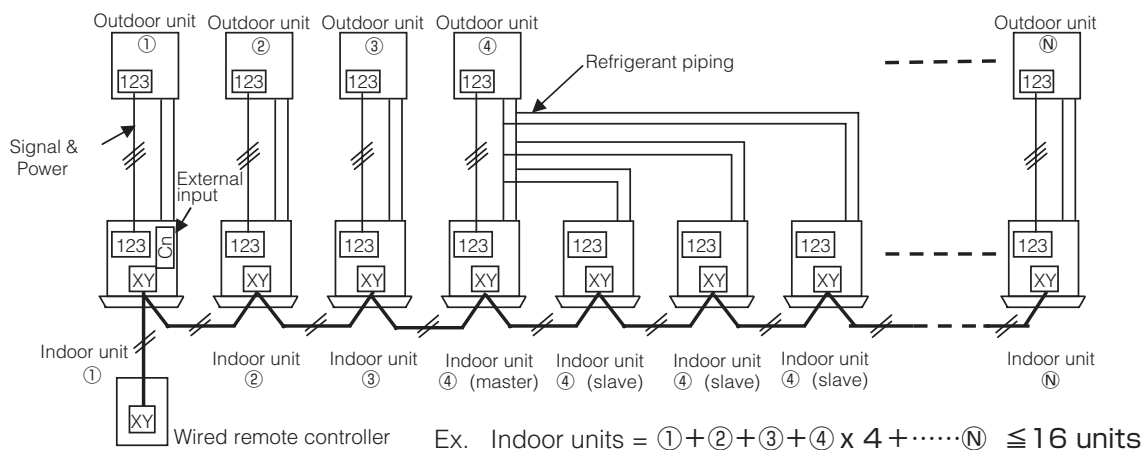 Outdoor unit ① Outdoor unit ② Outdoor unit ③ Outdoor unit ④ Outdoor unit Ⓝ
123 123 123 123 123
Refrigerant piping
Signal & Power
External input
123 Cn 123 123 123 123 123 123 123
XY XY XY XY XY XY XY XY
Indoor unit ① Indoor unit ② Indoor unit ③ Indoor unit ④ (master) Indoor unit ④ (slave) Indoor unit ④ (slave) Indoor unit ④ (slave) Indoor unit Ⓝ
XY
Wired remote controller
Ex. Indoor units = ①+②+③+④ x 4 +······Ⓝ ≦16 units